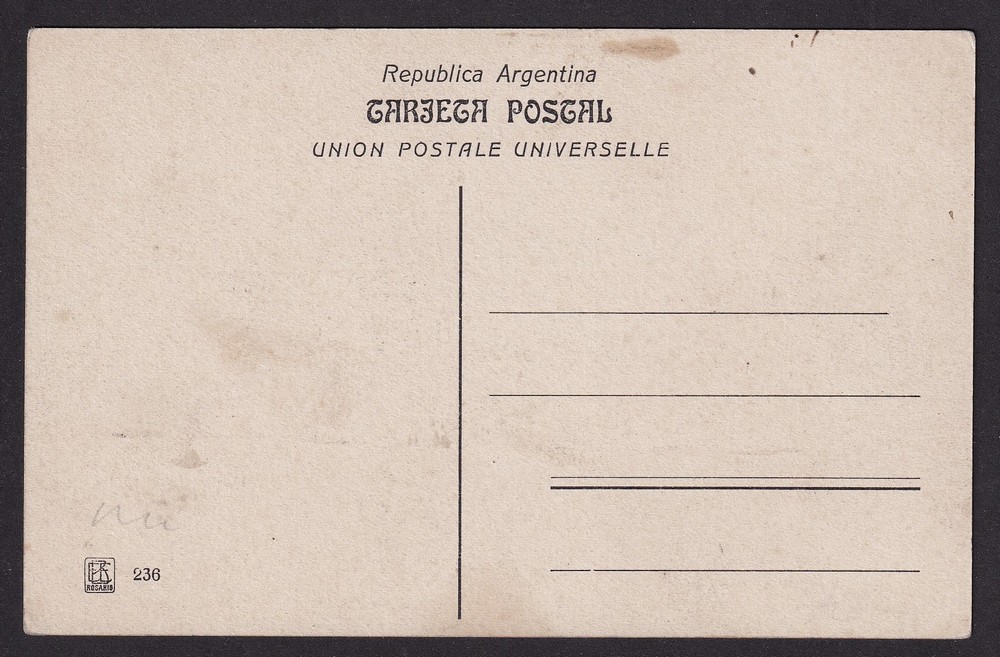 Republica Argentina
TARJETA POSTAL
UNION POSTALE UNIVERSELLE
ROSARIO
236